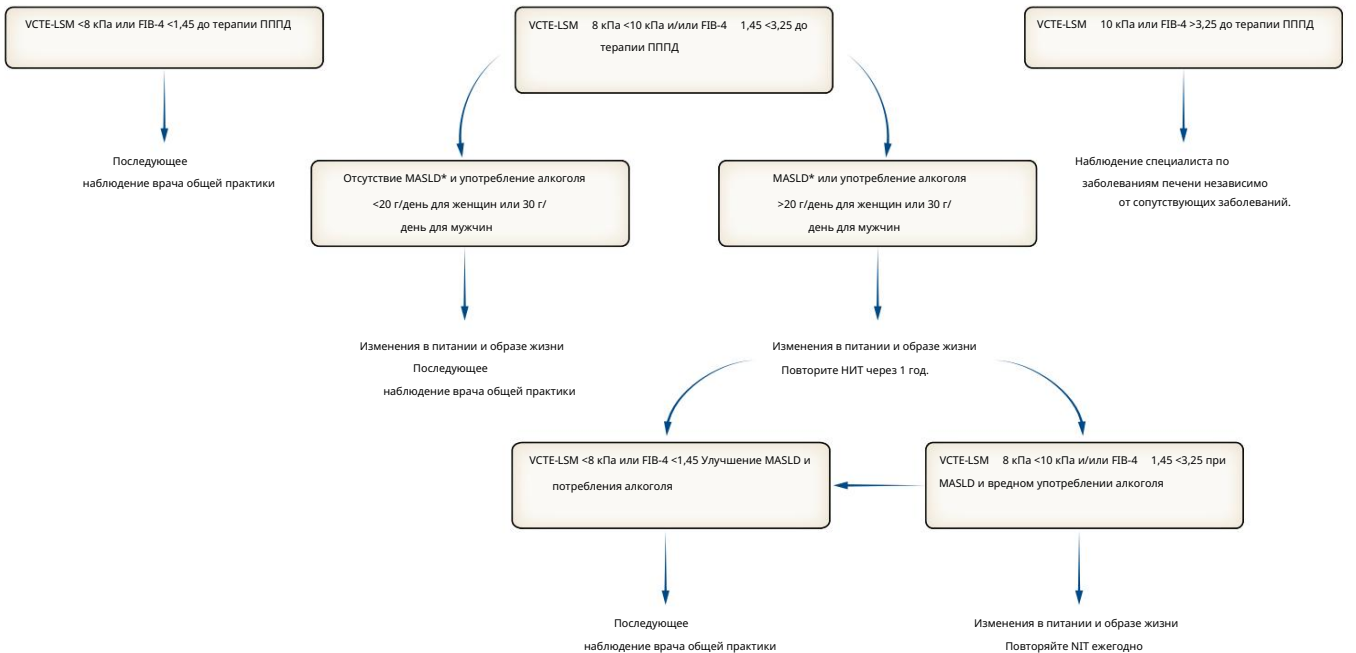 VCTE-LSM <8 кПа или FIB-4 <1,45 до терапии ПППД
VCTE-LSM 8 кПа <10 кПа и/или FIB-4 1,45 <3,25 до
терапии ПППД
VCTE-LSM 10 кПа или FIB-4 >3,25 до терапии ПППД
Последующее
наблюдение врача общей практики
Отсутствие MASLD* и употребление алкоголя
<20 г/день для женщин или 30 г/
день для мужчин
MASLD* или употребление алкоголя
>20 г/день для женщин или 30 г/
день для мужчин
Наблюдение специалиста по
заболеваниям печени независимо
от сопутствующих заболеваний.
Изменения в питании и образе жизни
Последующее
наблюдение врача общей практики
Изменения в питании и образе жизни
Повторите НИТ через 1 год.
VCTE-LSM <8 кПа или FIB-4 <1,45 Улучшение MASLD и
потребления алкоголя
VCTE-LSM 8 кПа <10 кПа и/или FIB-4 1,45 <3,25 при
MASLD и вредном употреблении алкоголя
Последующее
наблюдение врача общей практики
Изменения в питании и образе жизни
Повторяйте NIT ежегодно